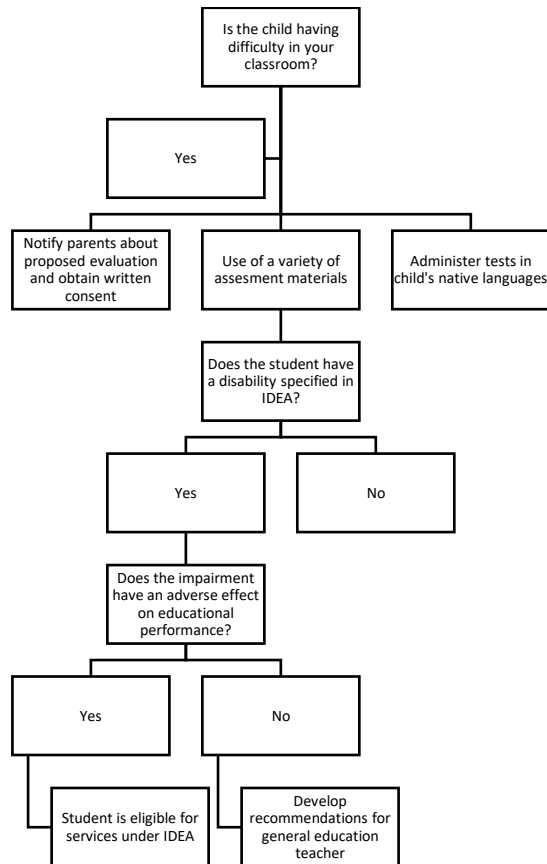 Is the child having
difficulty in your
classroom?
Yes
Notify parents about
proposed evaluation
and obtain written
consent
Use of a variety of
assesment materials
Administer tests in
child's native languages
Does the student have
a disability specified in
IDEA?
Yes
No
Does the impairment
have an adverse effect
on educational
performance?
Yes
No
Student is eligible for
services under IDEA
Develop
recommendations for
general education
teacher